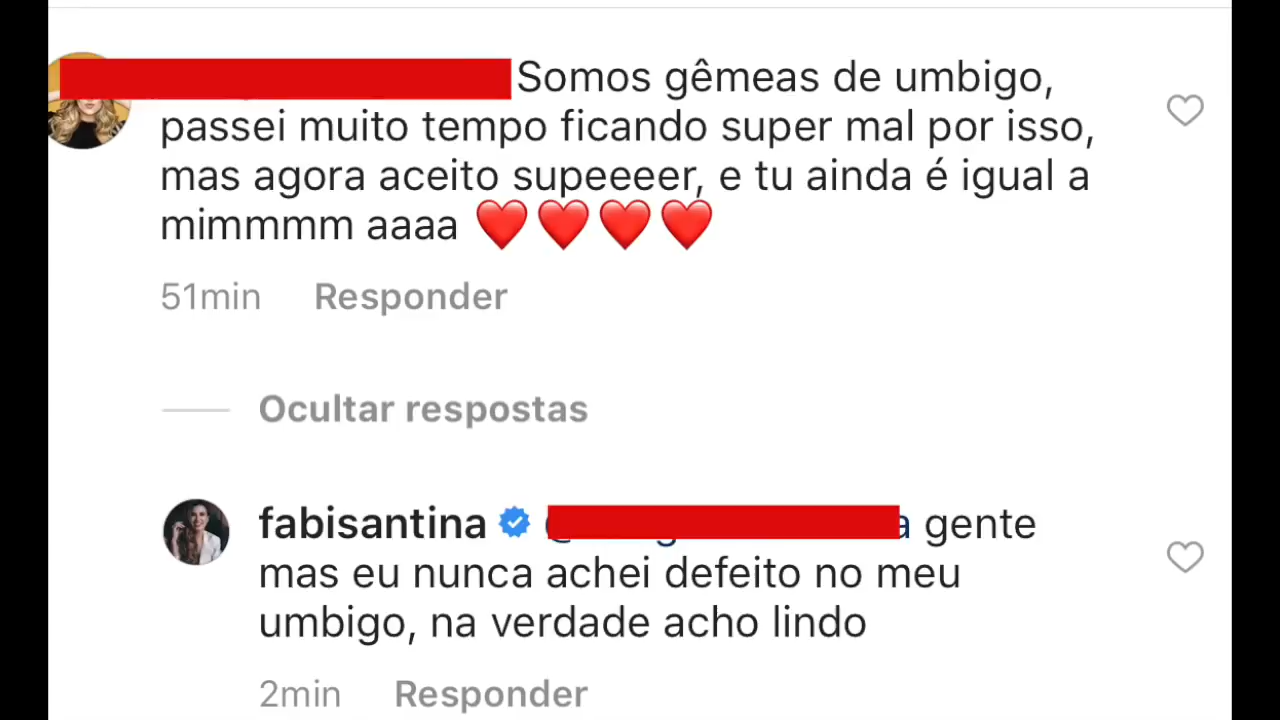 Somos gêmeas de umbigo,
passei muito tempo ficando super mal por isso,
mas agora aceito supeeeer, e tu ainda é igual a
mimmmm aaaa ❤️❤️❤️❤️
51min Responder
Ocultar respostas
fabisantina gente
mas eu nunca achei defeito no meu
umbigo, na verdade acho lindo
2min Responder